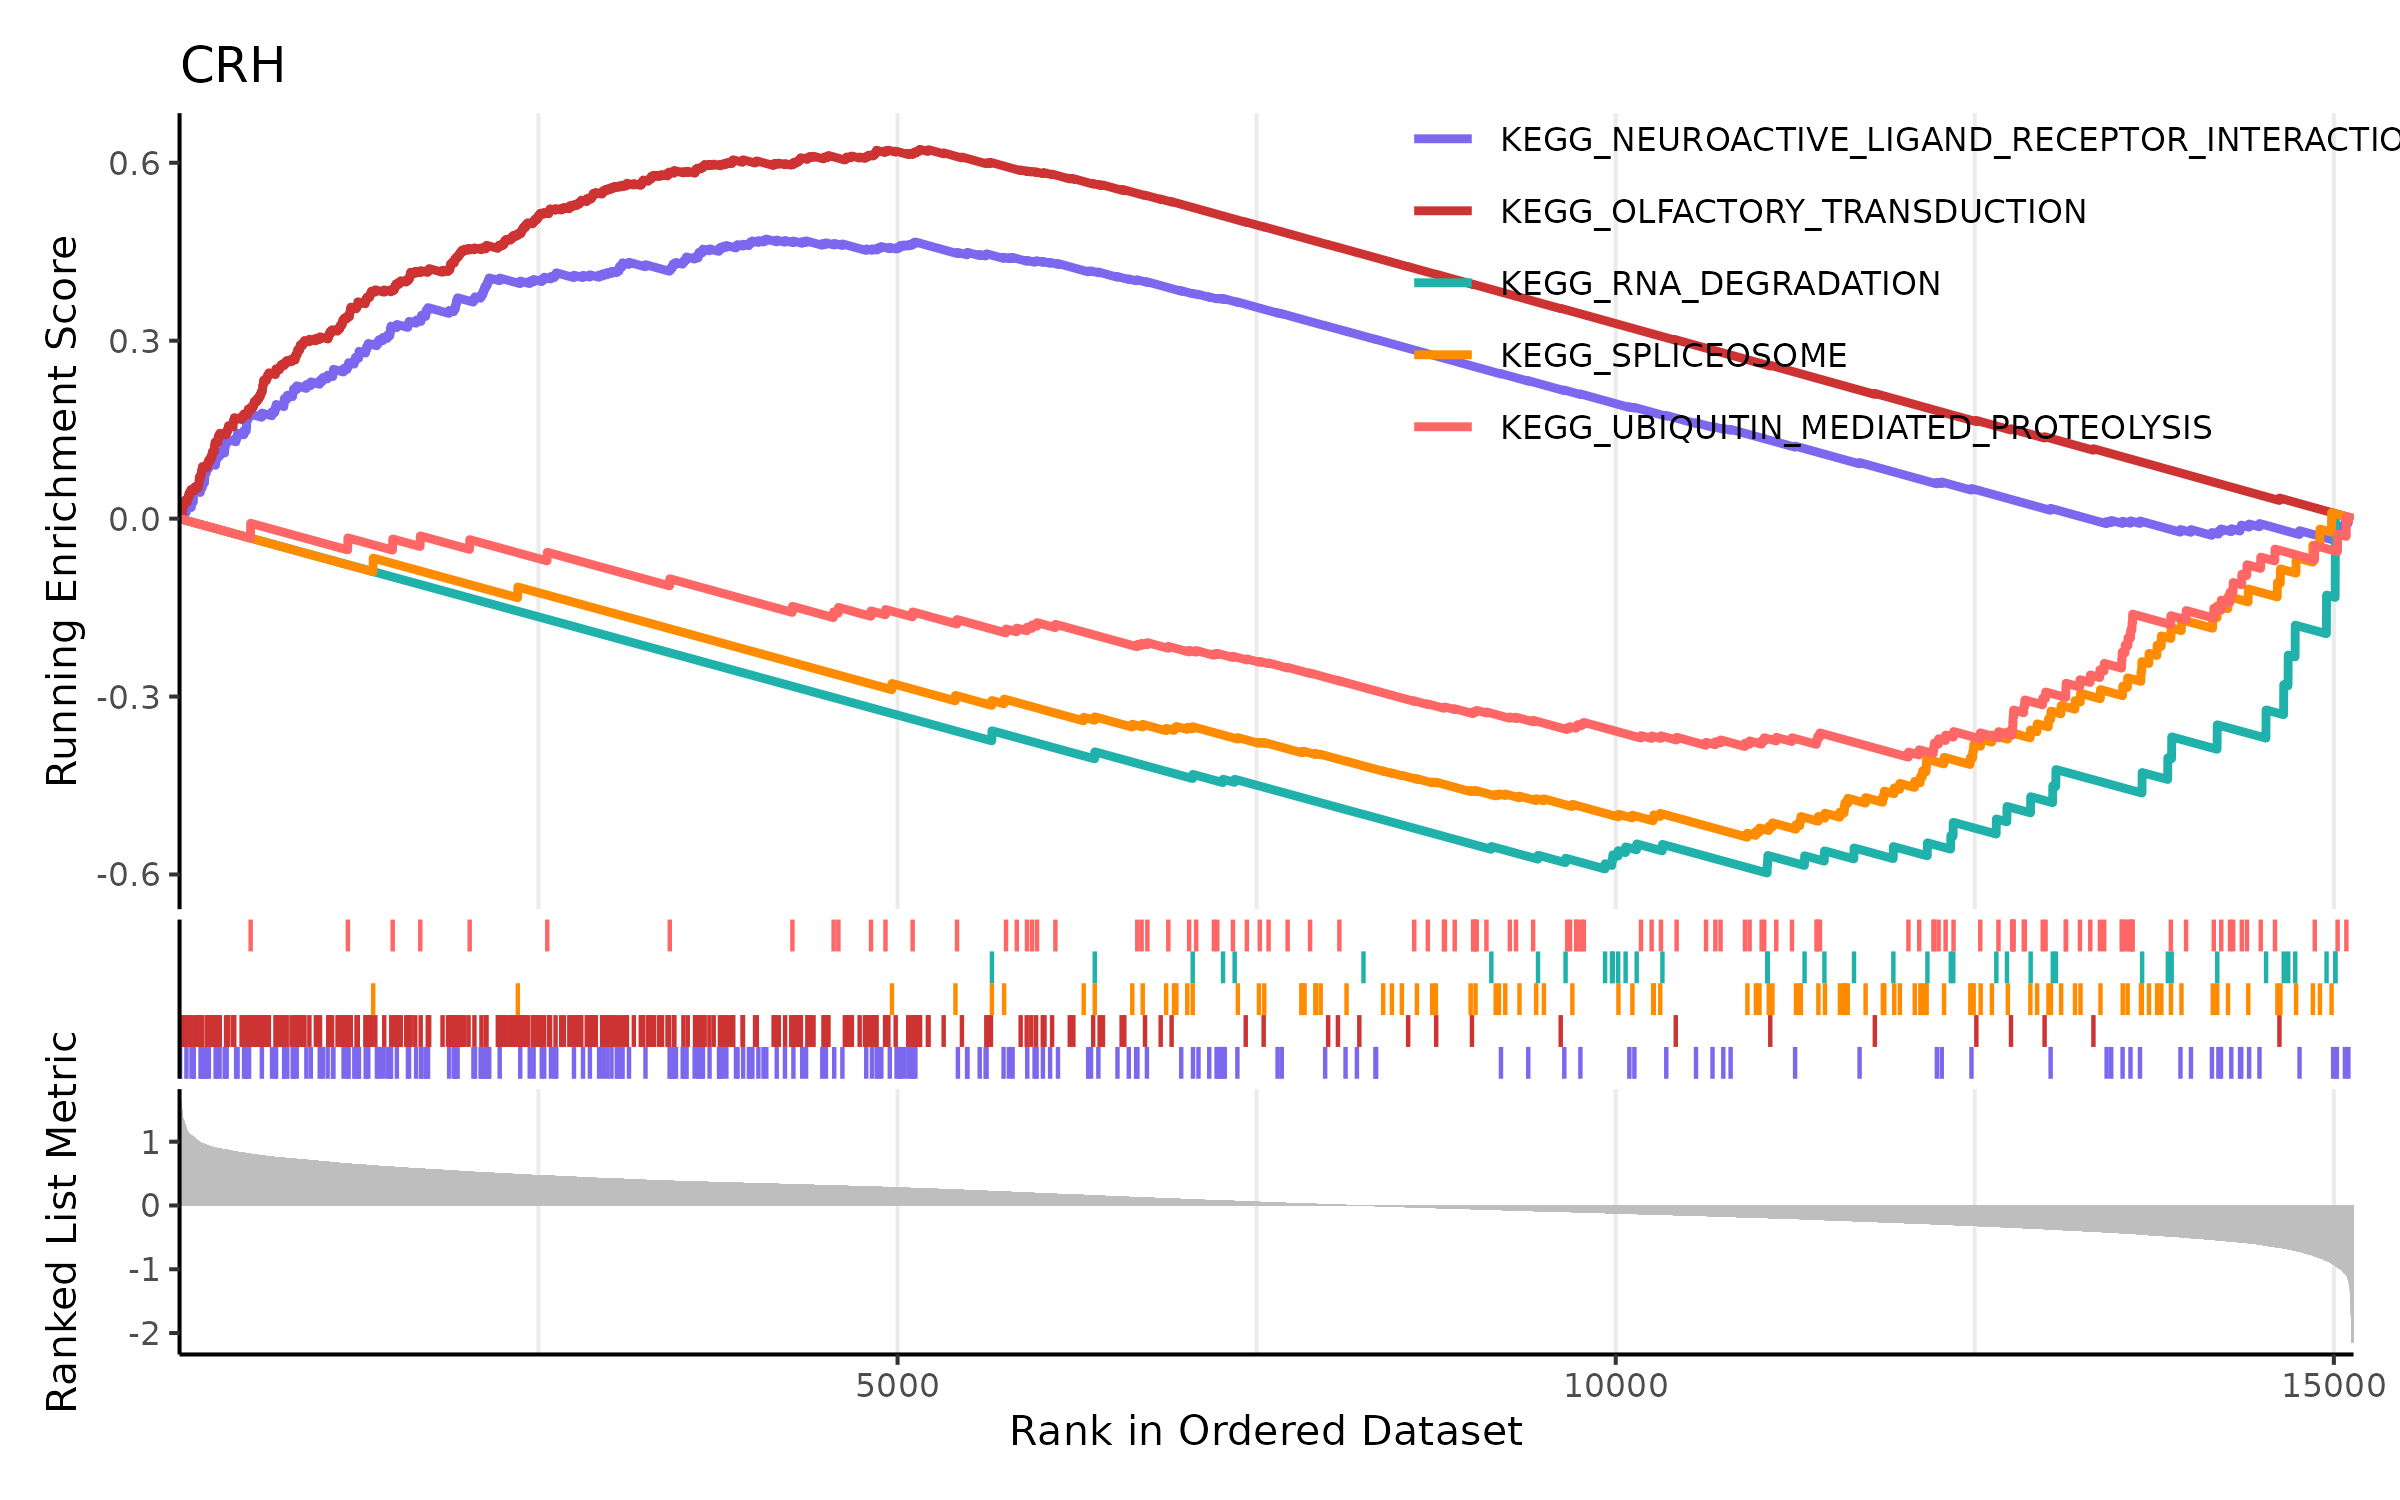 CRH
Running Enrichment Score
0.6
0.3
0.0
-0.3
-0.6
KEGG_NEUROACTIVE_LIGAND_RECEPTOR_INTERACTIO
KEGG_OLFACTORY_TRANSDUCTION
KEGG_RNA_DEGRADATION
KEGG_SPLICEOSOME
KEGG_UBIQUITIN_MEDIATED_PROTEOLYSIS
Ranked List Metric
1
0
-1
-2
5000
10000
15000
Rank in Ordered Dataset